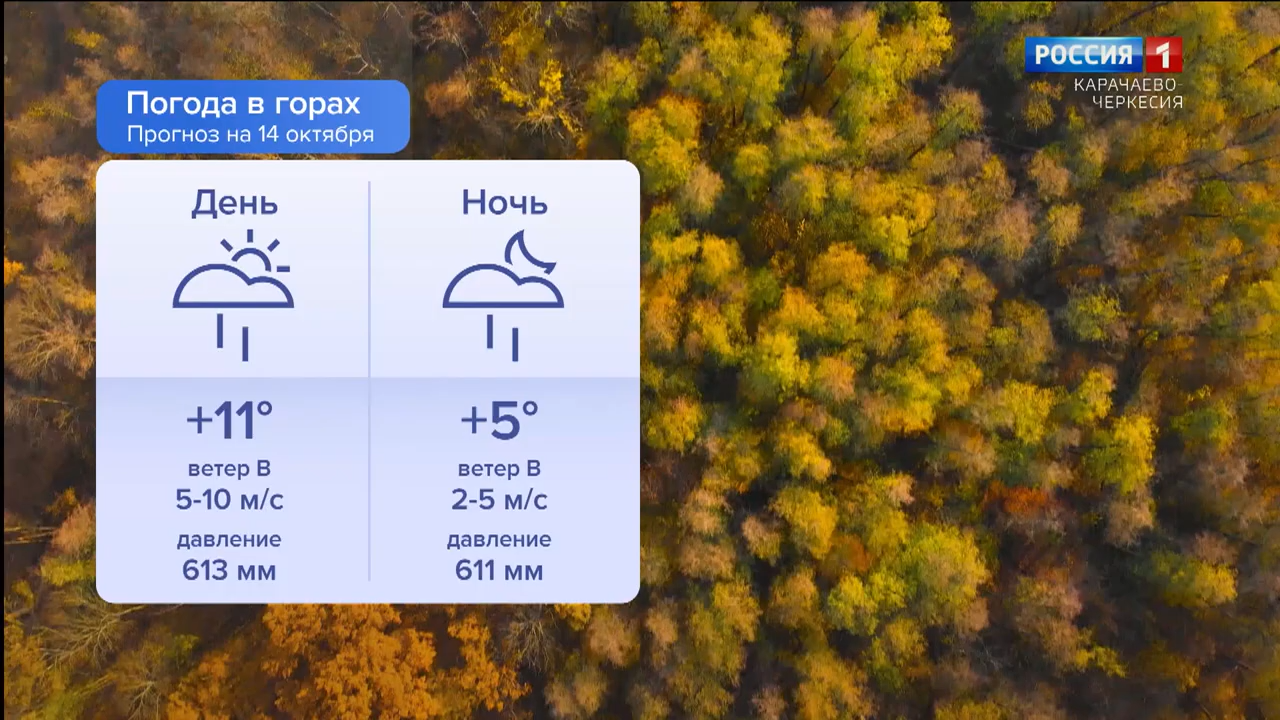 РОССИЯ 1
КАРАЧАЕВО-
ЧЕРКЕСИЯ
Погода в горах
Прогноз на 14 октября
День
+11°
ветер В
5-10 м/с
давление
613 мм
Ночь
+5°
ветер В
2-5 м/с
давление
611 мм